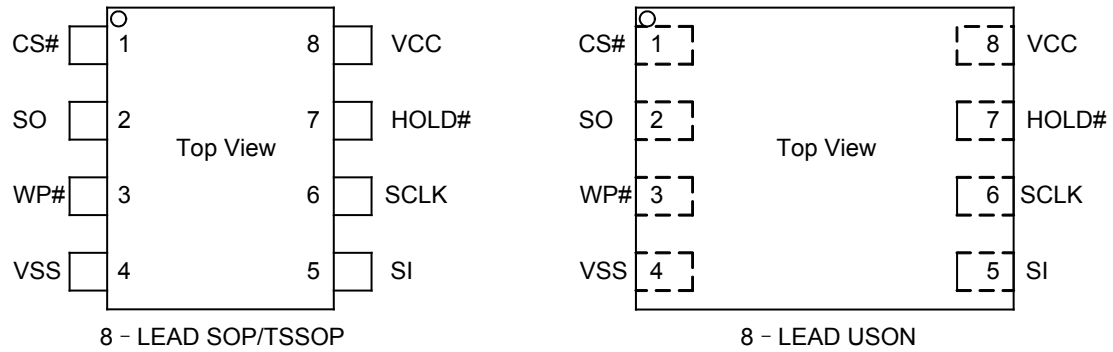 CS# 1 8 VCC
SO 2 7 HOLD#
Top View
WP# 3 6 SCLK
VSS 4 5 SI
8 - LEAD SOP/TSSOP
CS# 1 8 VCC
SO 2 7 HOLD#
Top View
WP# 3 6 SCLK
VSS 4 5 SI
8 - LEAD USON